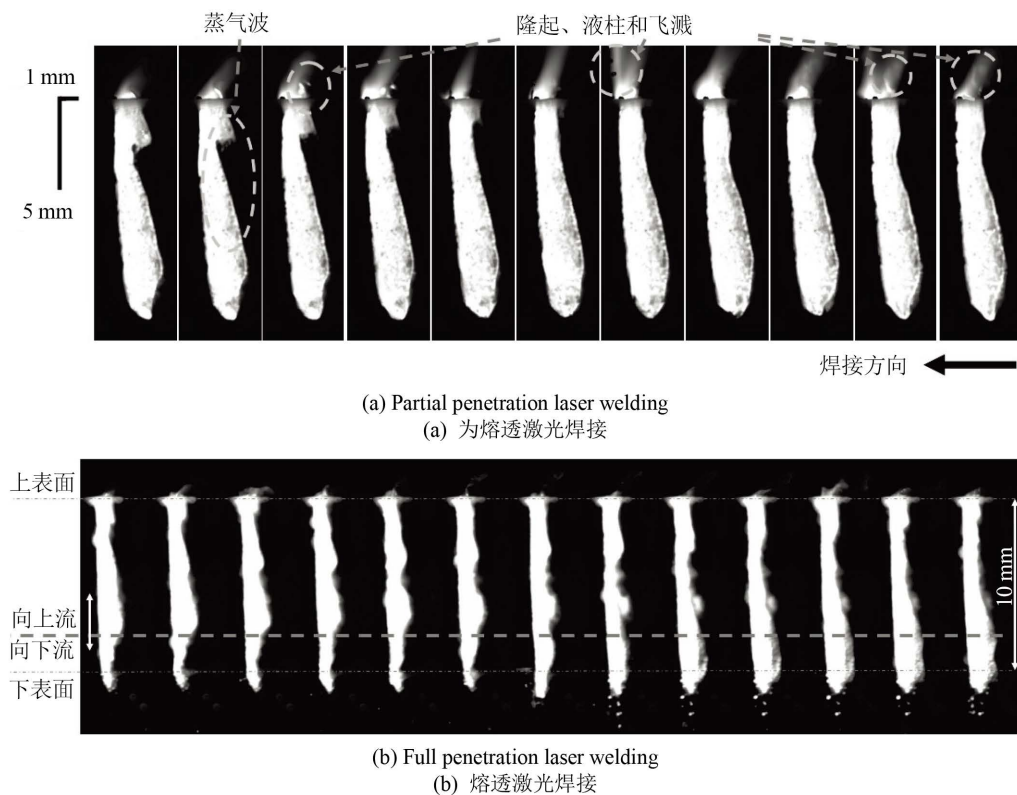 蒸气波
隆起、液柱和飞溅
1 mm
5 mm
焊接方向
(a) Partial penetration laser welding
(a) 为熔透激光焊接
上表面
向上流
向下流
下表面
10 mm
(b) Full penetration laser welding
(b) 熔透激光焊接